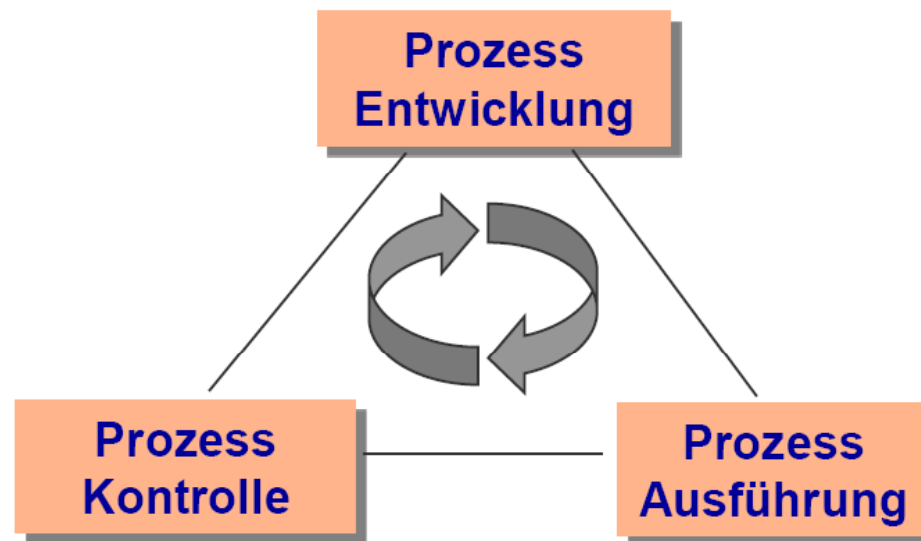 Prozess
Entwicklung
Prozess
Kontrolle
Prozess
Ausführung